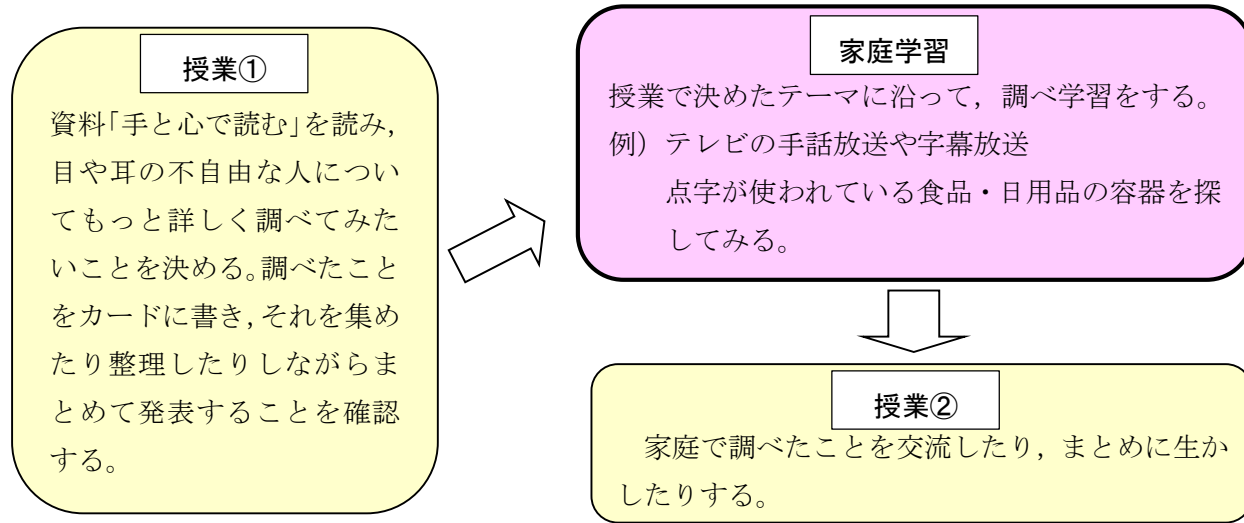 授業①
資料「手と心で読む」を読み,
目や耳の不自由な人につい
てもっと詳しく調べてみた
いことを決める。調べたこと
をカードに書き,それを集め
たり整理したりしながらま
とめて発表することを確認
する。
家庭学習
授業で決めたテーマに沿って，調べ学習をする。
例）テレビの手話放送や字幕放送
点字が使われている食品・日用品の容器を探
してみる。
授業②
家庭で調べたことを交流したり，まとめに生か
したりする。